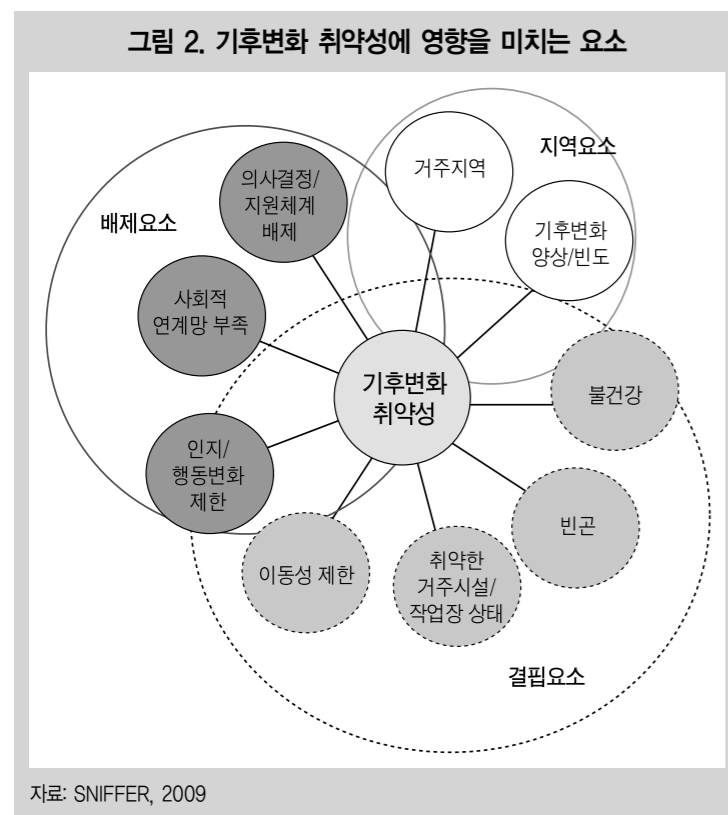 그림 2. 기후변화 취약성에 영향을 미치는 요소
지역요소
거주지역
기후변화
양상/빈도
배제요소
의사결정/
지원체계
배제
사회적
연계망 부족
인지/
행동변화
제한
기후변화
취약성
불건강
빈곤
취약한
거주시설/
작업장 상태
이동성 제한
결핍요소
자료: SNIFFER, 2009